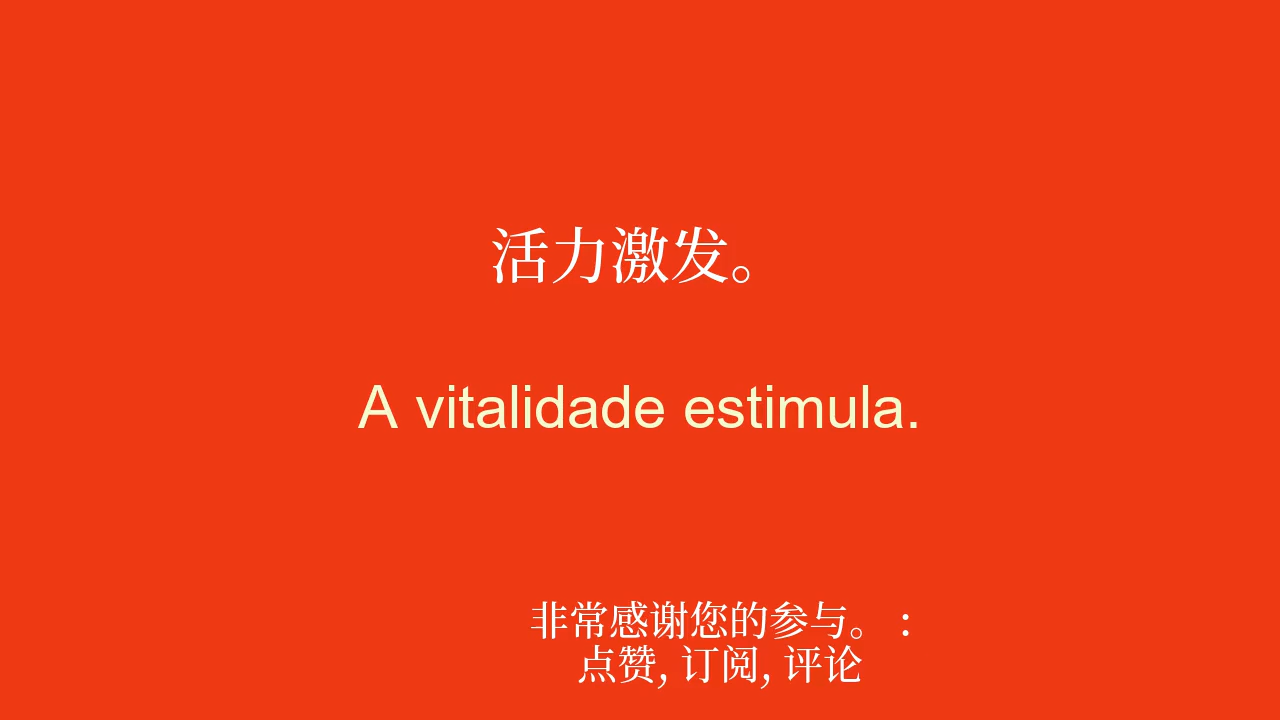 活力激发。
A vitalidade estimula.
非常感谢您的参与。 :
点赞, 订阅, 评论